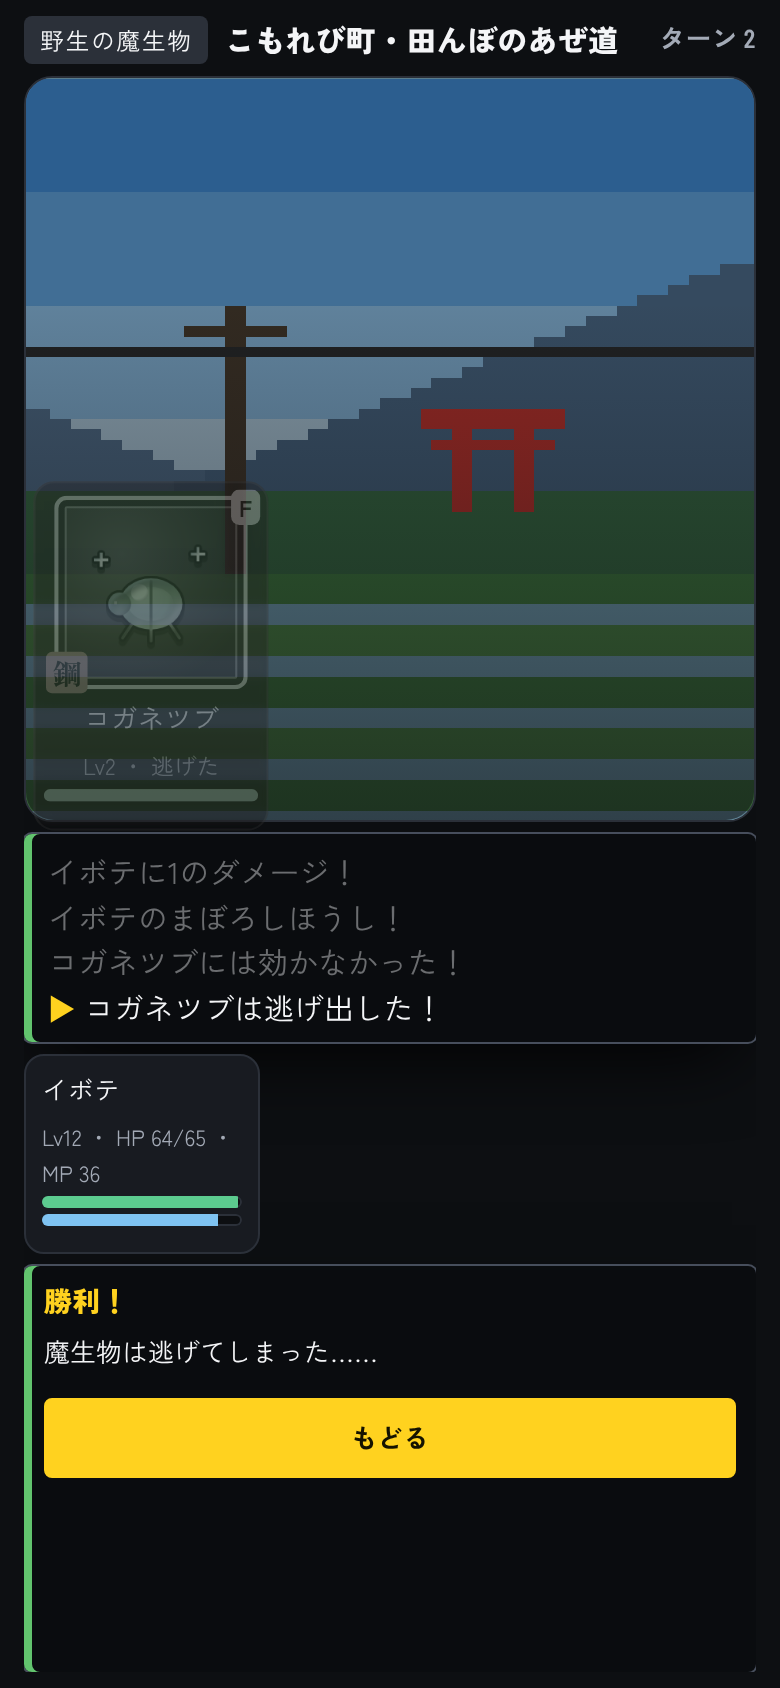 野生の魔生物 こもれび町・田んぼのあぜ道 ターン 2
F
鋼
コガネツブ
Lv2 ・ 逃げた
イボテに1のダメージ！
イボテのまぼろしほうし！
コガネツブには効かなかった！
▶ コガネツブは逃げ出した！
イボテ
Lv12 ・ HP 64/65 ・
MP 36
勝利！
魔生物は逃げてしまった……
もどる